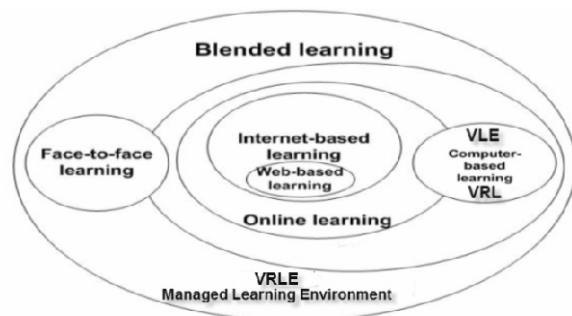 Blended learning
Face-to-face
learning
Internet-based
learning
Web-based
learning
Online learning
VLE
Computer-
based
learning
VRL
VRLE
Managed Learning Environment